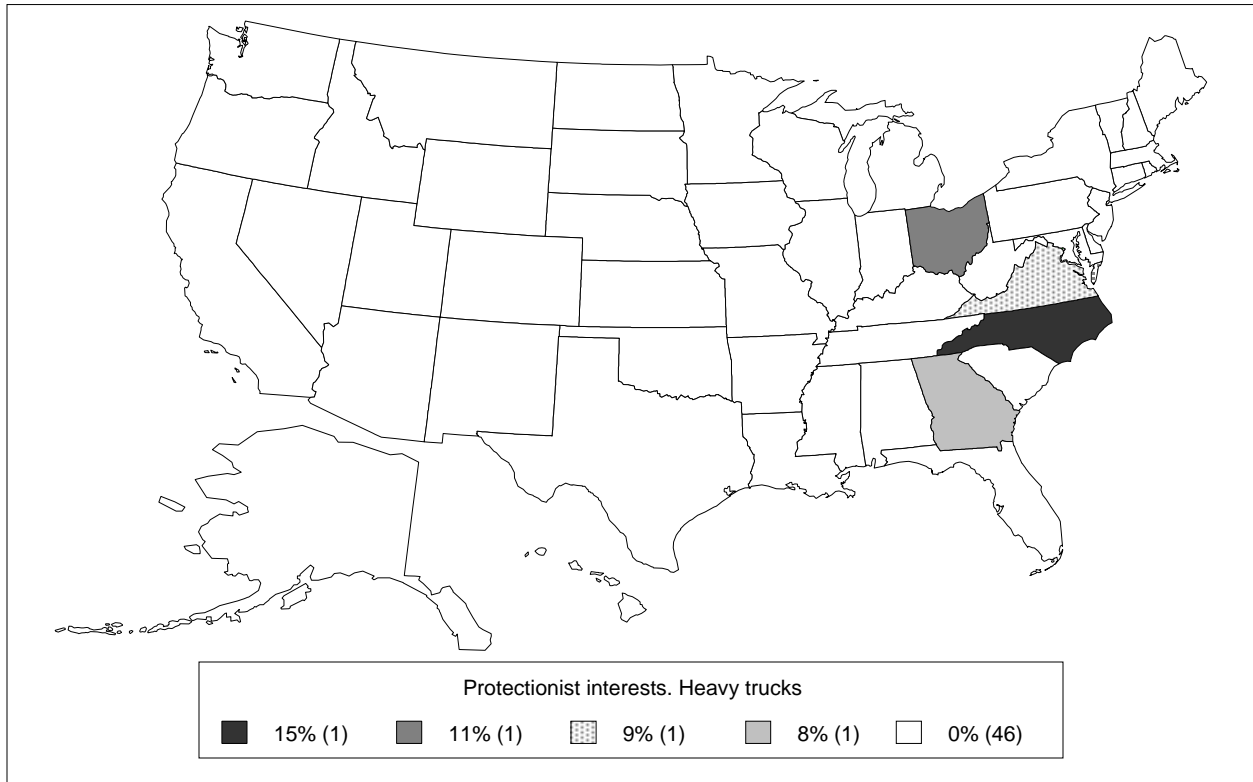 Protectionist interests. Heavy trucks
15% (1) 11% (1) 9% (1) 8% (1) 0% (46)